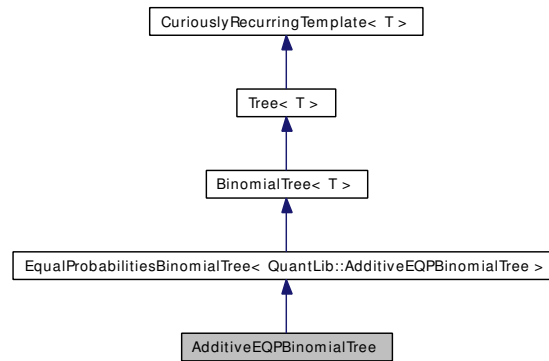 CuriouslyRecurringTemplate< T >
Tree< T >
BinomialTree< T >
EqualProbabilitiesBinomialTree< QuantLib::AdditiveEQPBinomialTree >
AdditiveEQPBinomialTree